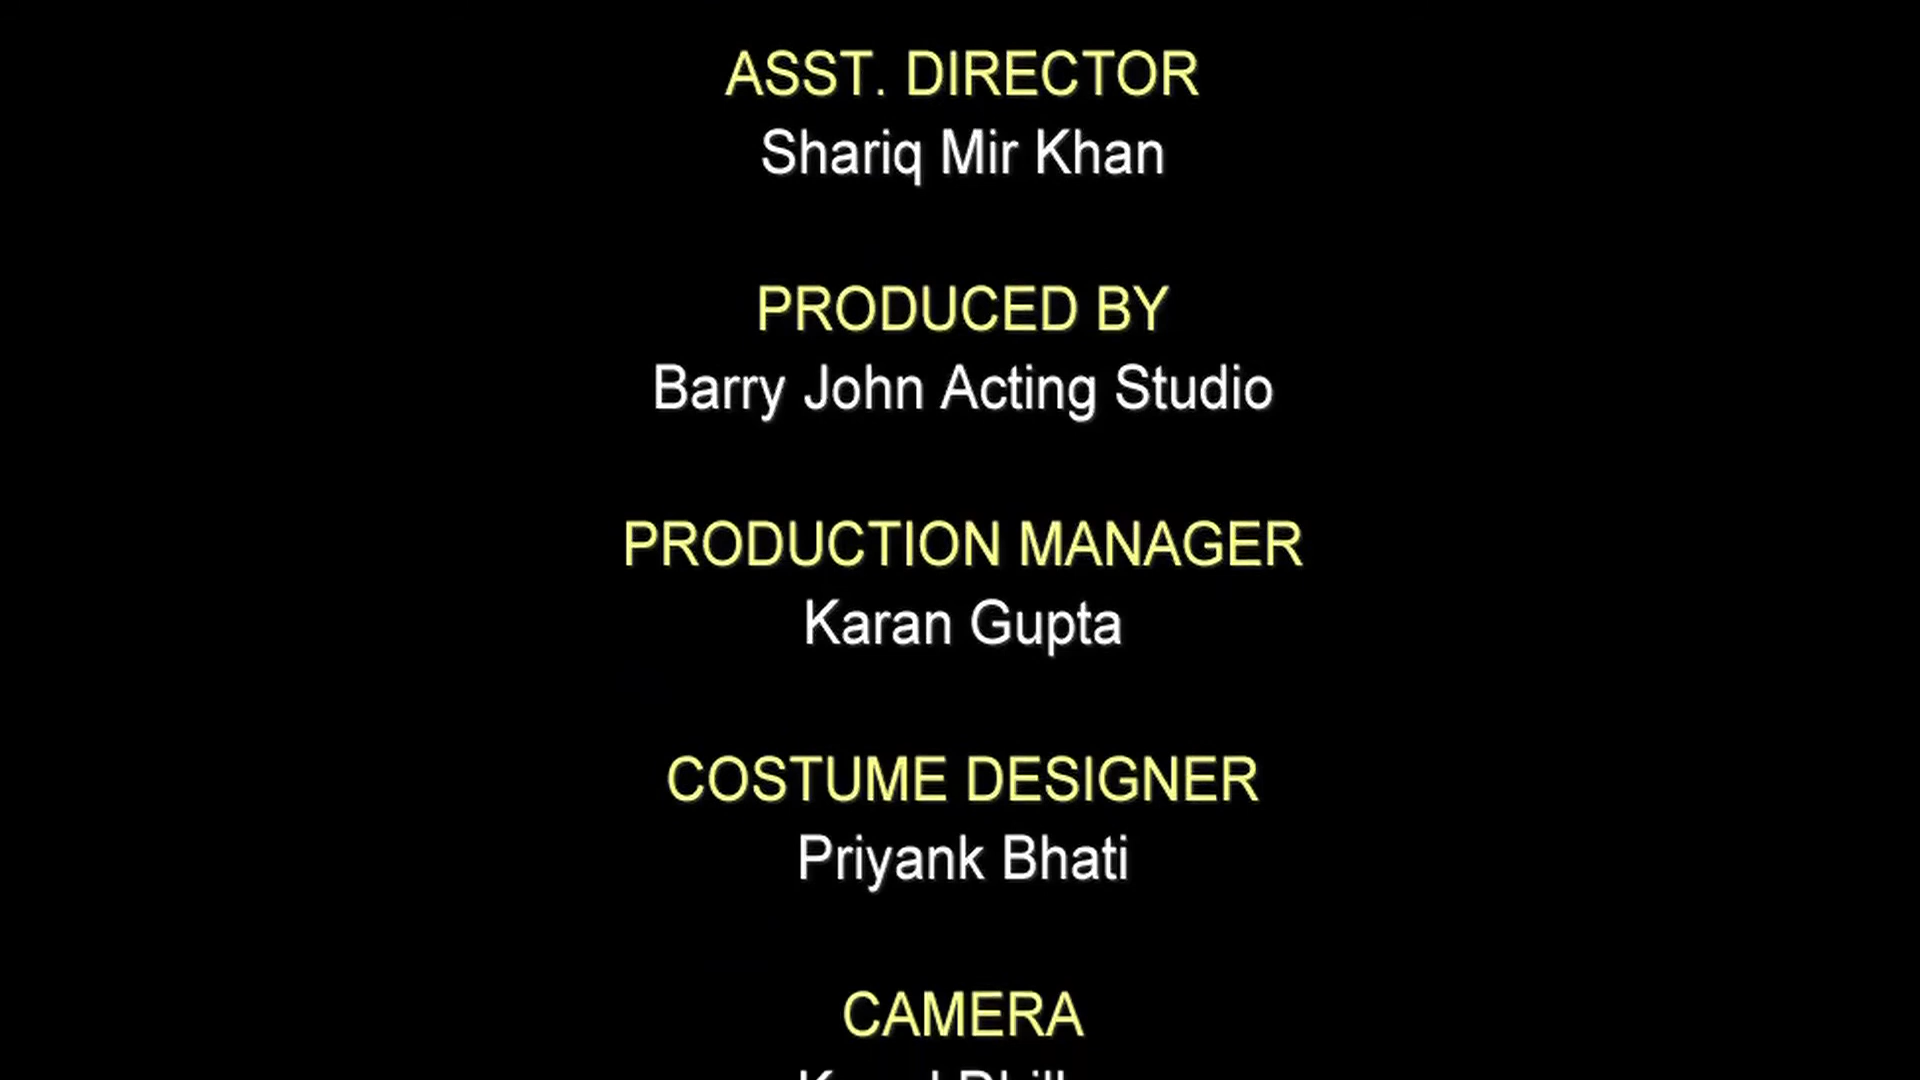 ASST. DIRECTOR
Shariq Mir Khan
PRODUCED BY
Barry John Acting Studio
PRODUCTION MANAGER
Karan Gupta
COSTUME DESIGNER
Priyank Bhati
CAMERA